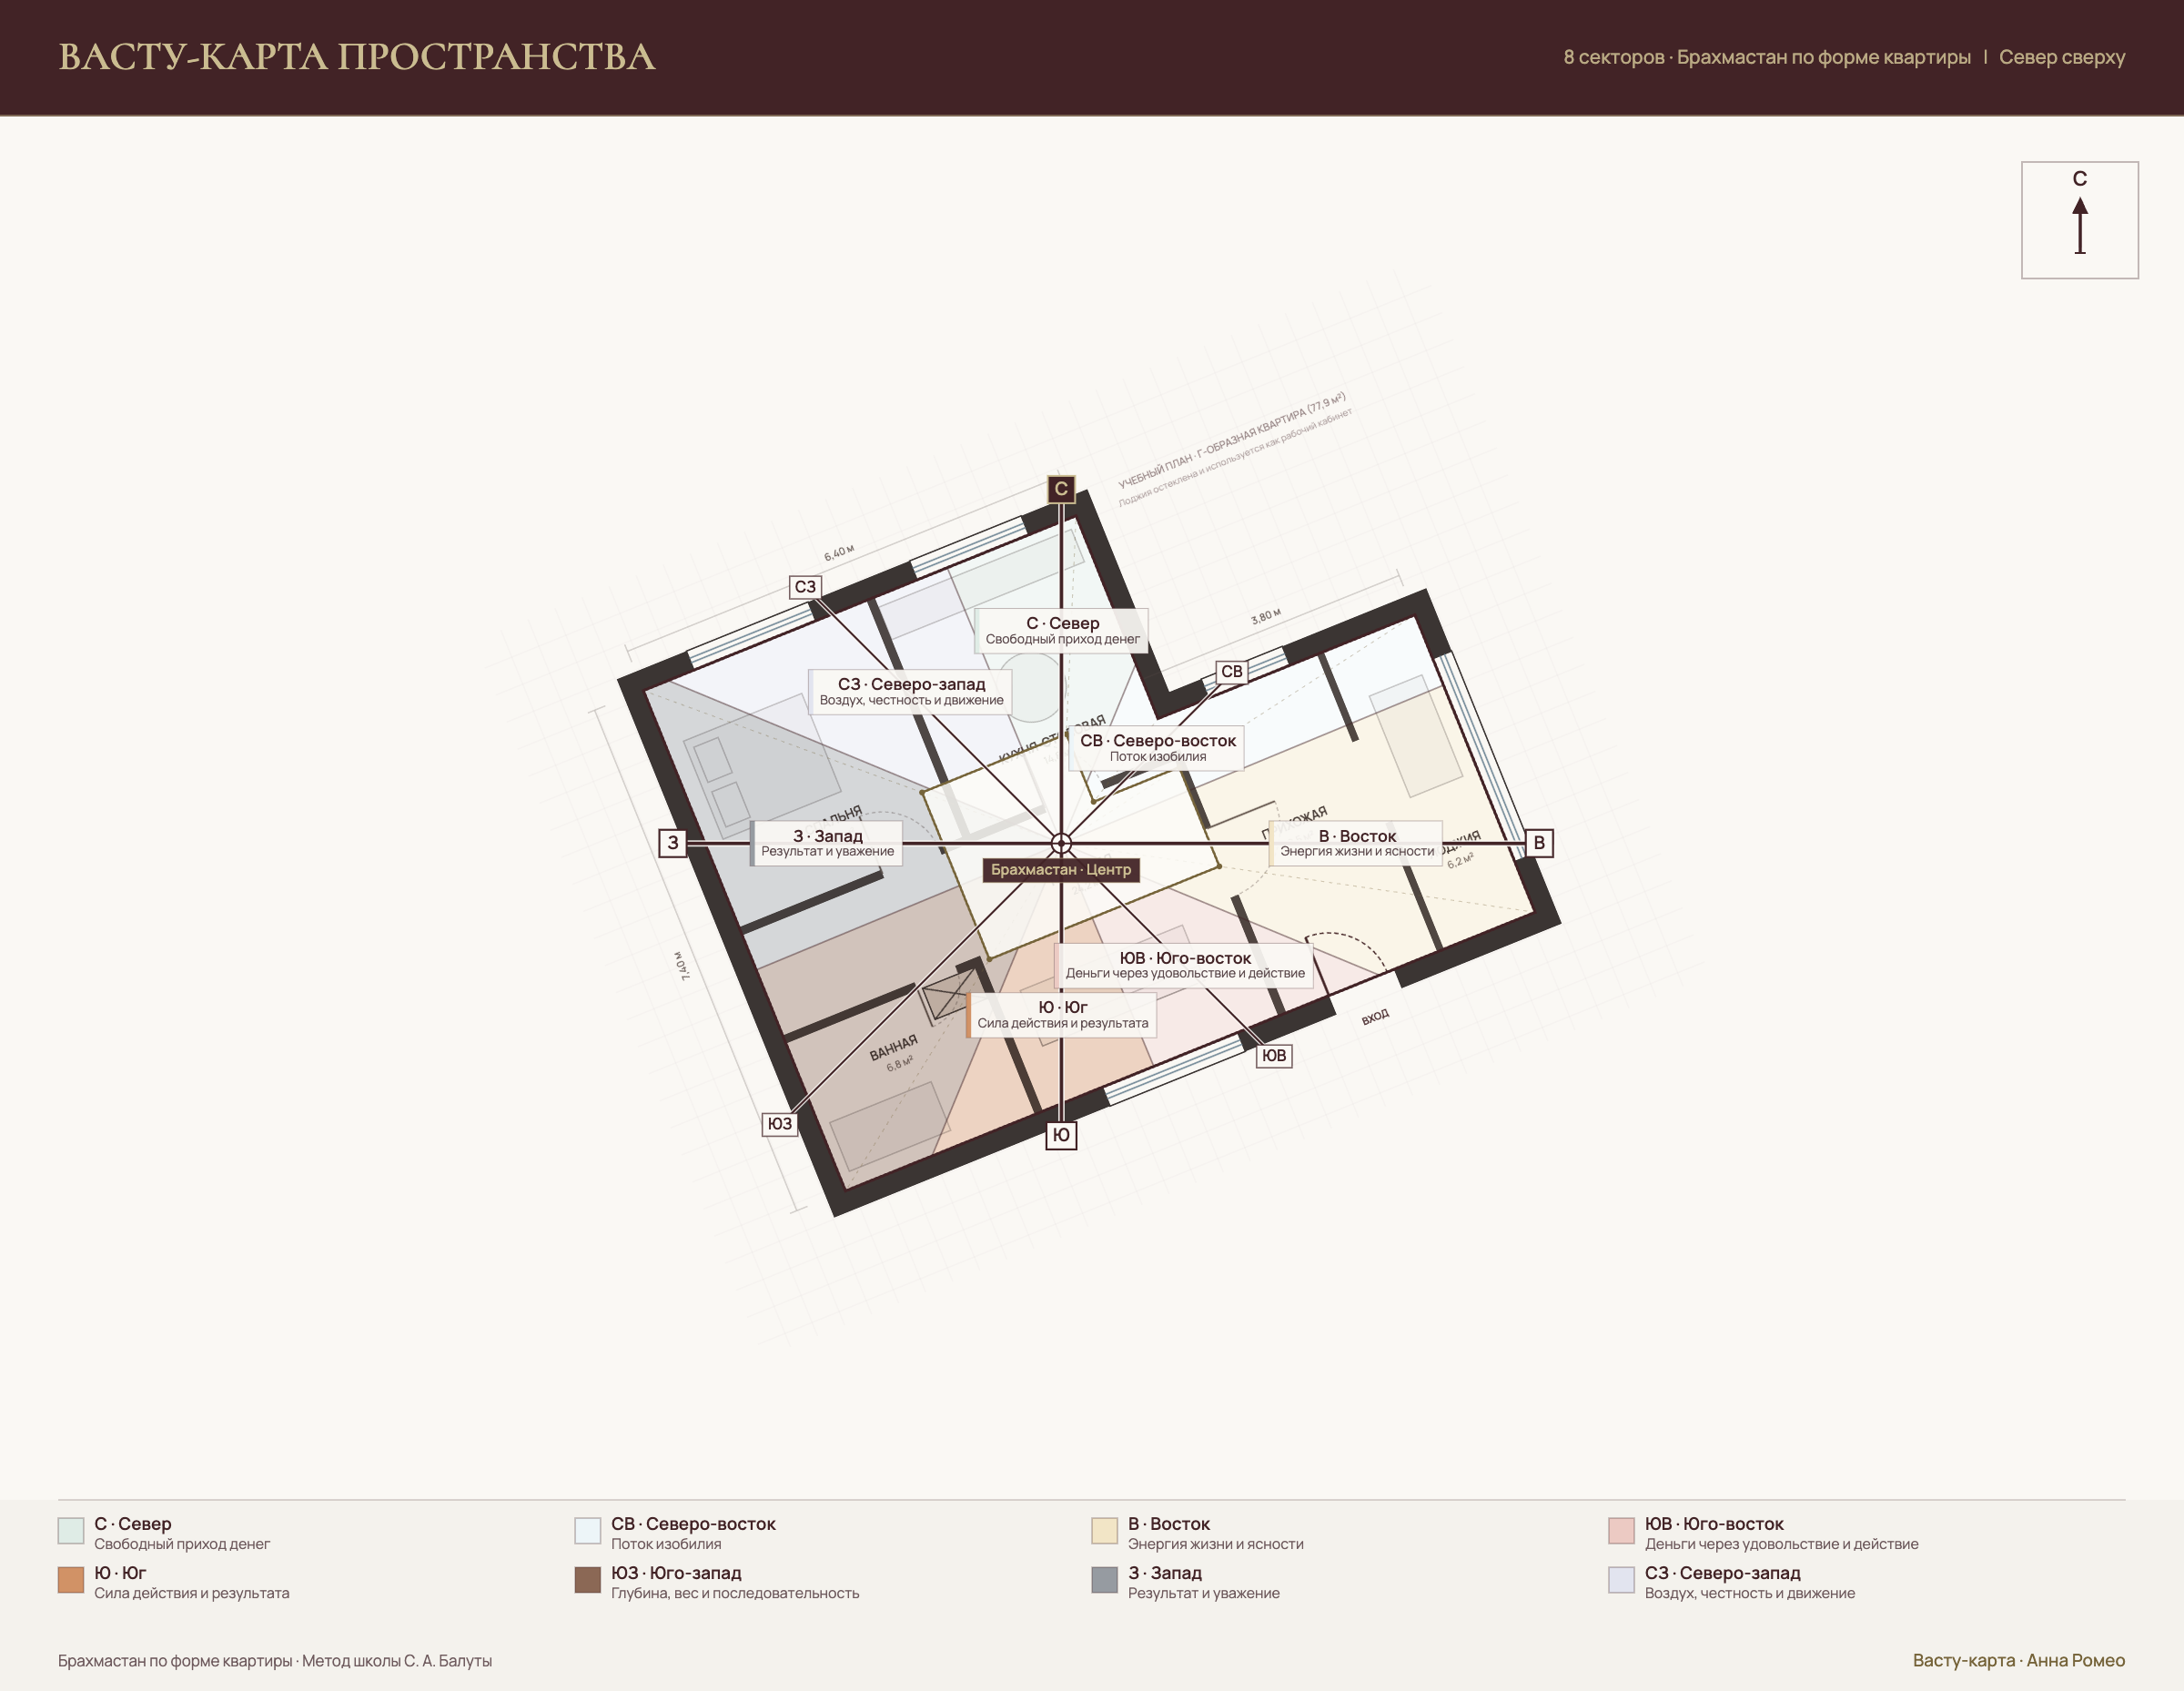 ВАСТУ-КАРТА ПРОСТРАНСТВА
8 секторов · Брахмастан по форме квартиры | Север сверху
С
УЧЕБНЫЙ ПЛАН · Г-ОБРАЗНАЯ КВАРТИРА (77,9 м²)
Лоджия остеклена и используется как рабочий кабинет
С
6,40 м
СЗ
3,80 м
С · Север
Свободный приход денег
СВ
СЗ · Северо-запад
Воздух, честность и движение
СВ · Северо-восток
Поток изобилия
З
З · Запад
Результат и уважение
В · Восток
Энергия жизни и ясности
В
6,2 м²
Брахмастан · Центр
7,40 м
ЮВ · Юго-восток
Деньги через удовольствие и действие
Ю · Юг
Сила действия и результата
ВХОД
ВАННАЯ
6,8 м²
ЮВ
ЮЗ
Ю
С · Север
Свободный приход денег
СВ · Северо-восток
Поток изобилия
В · Восток
Энергия жизни и ясности
ЮВ · Юго-восток
Деньги через удовольствие и действие
Ю · Юг
Сила действия и результата
ЮЗ · Юго-запад
Глубина, вес и последовательность
З · Запад
Результат и уважение
СЗ · Северо-запад
Воздух, честность и движение
Брахмастан по форме квартиры · Метод школы С. А. Балуты
Васту-карта · Анна Ромео